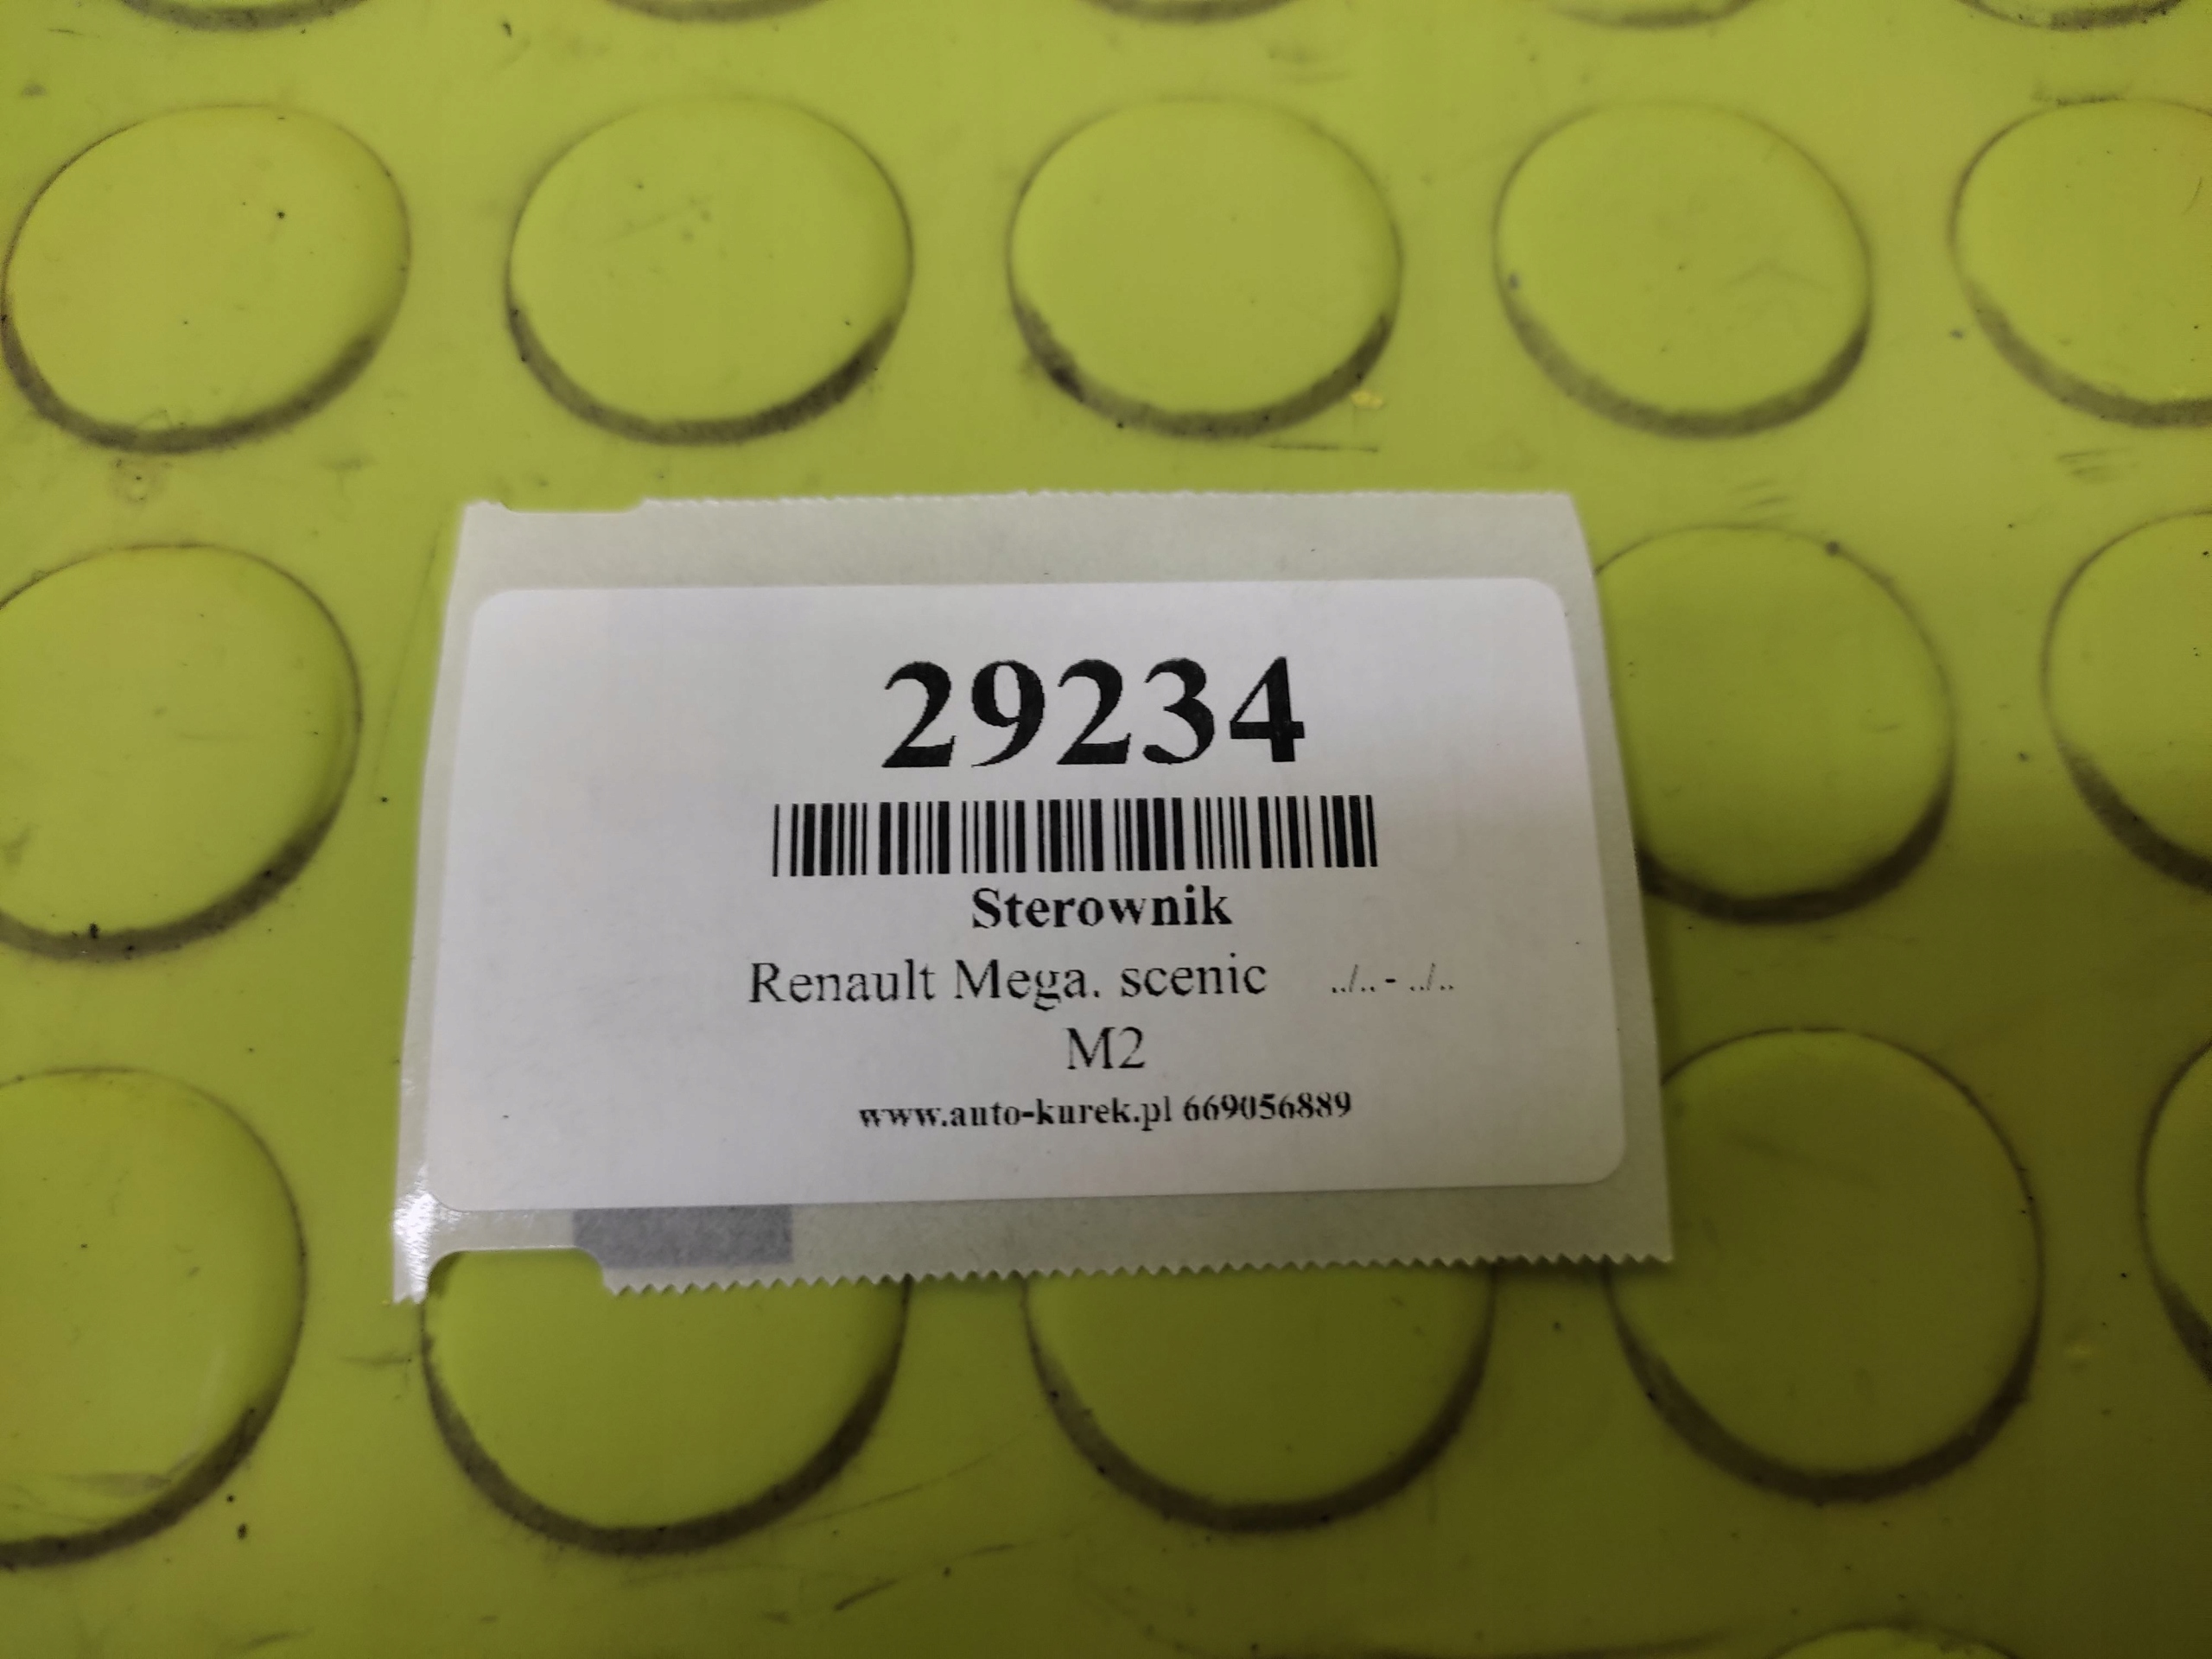 29234
Sterownik
Renault Mega. scenic ../.. - ../..
M2
www.auto-kurek.pl 669056889